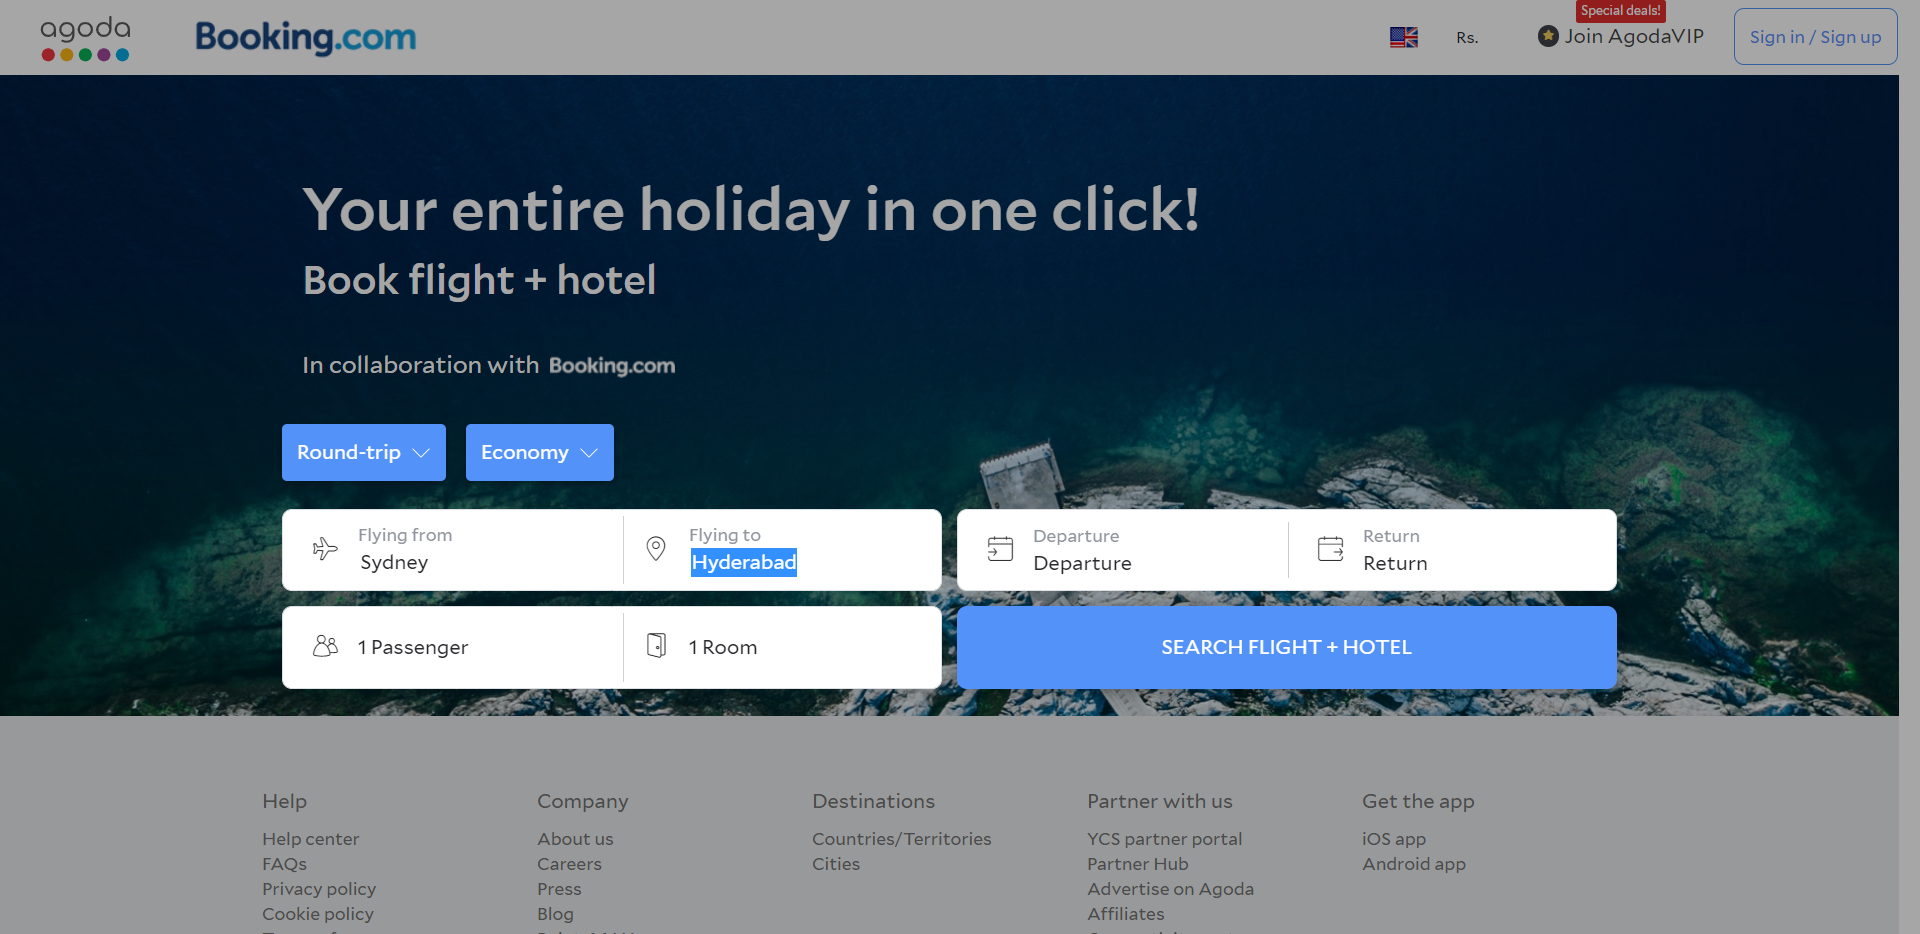 agoda
Booking.com
Rs.
Special deals!
Join AgodaVIP
Sign in / Sign up
Your entire holiday in one click!
Book flight + hotel
In collaboration with Booking.com
Round-trip
Economy
Flying from
Sydney
Flying to
Hyderabad
Departure
Departure
Return
Return
1 Passenger
1 Room
SEARCH FLIGHT + HOTEL
Help
Help center
FAQs
Privacy policy
Cookie policy
Company
About us
Careers
Press
Blog
Destinations
Countries/Territories
Cities
Partner with us
YCS partner portal
Partner Hub
Advertise on Agoda
Affiliates
Get the app
iOS app
Android app